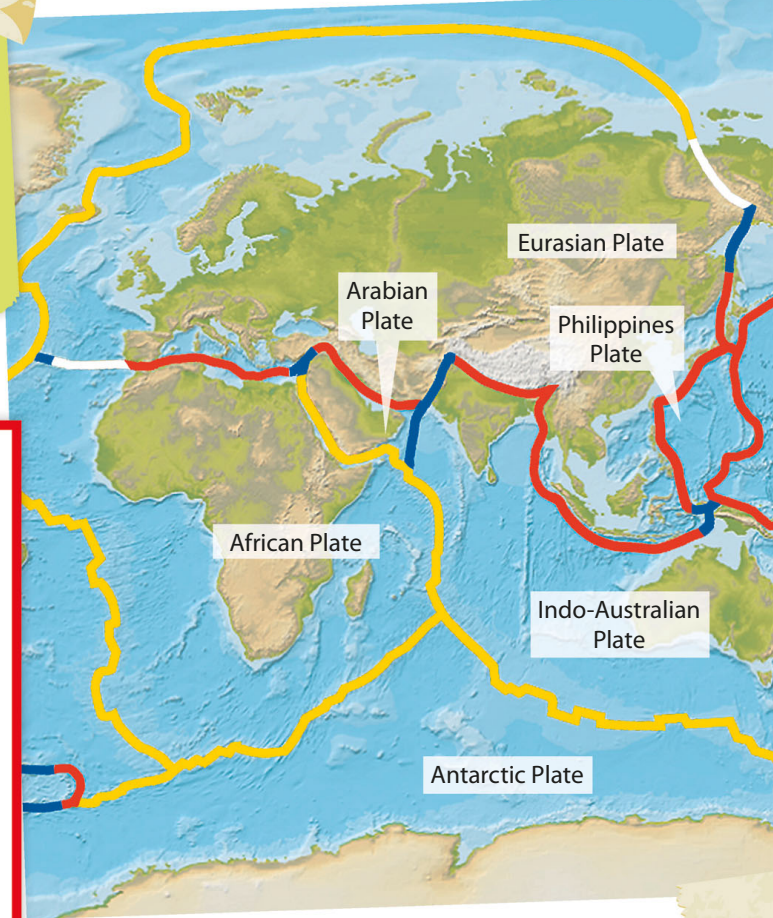 Eurasian Plate
Arabian
Plate
Philippines
Plate
African Plate
Indo-Australian
Plate
Antarctic Plate